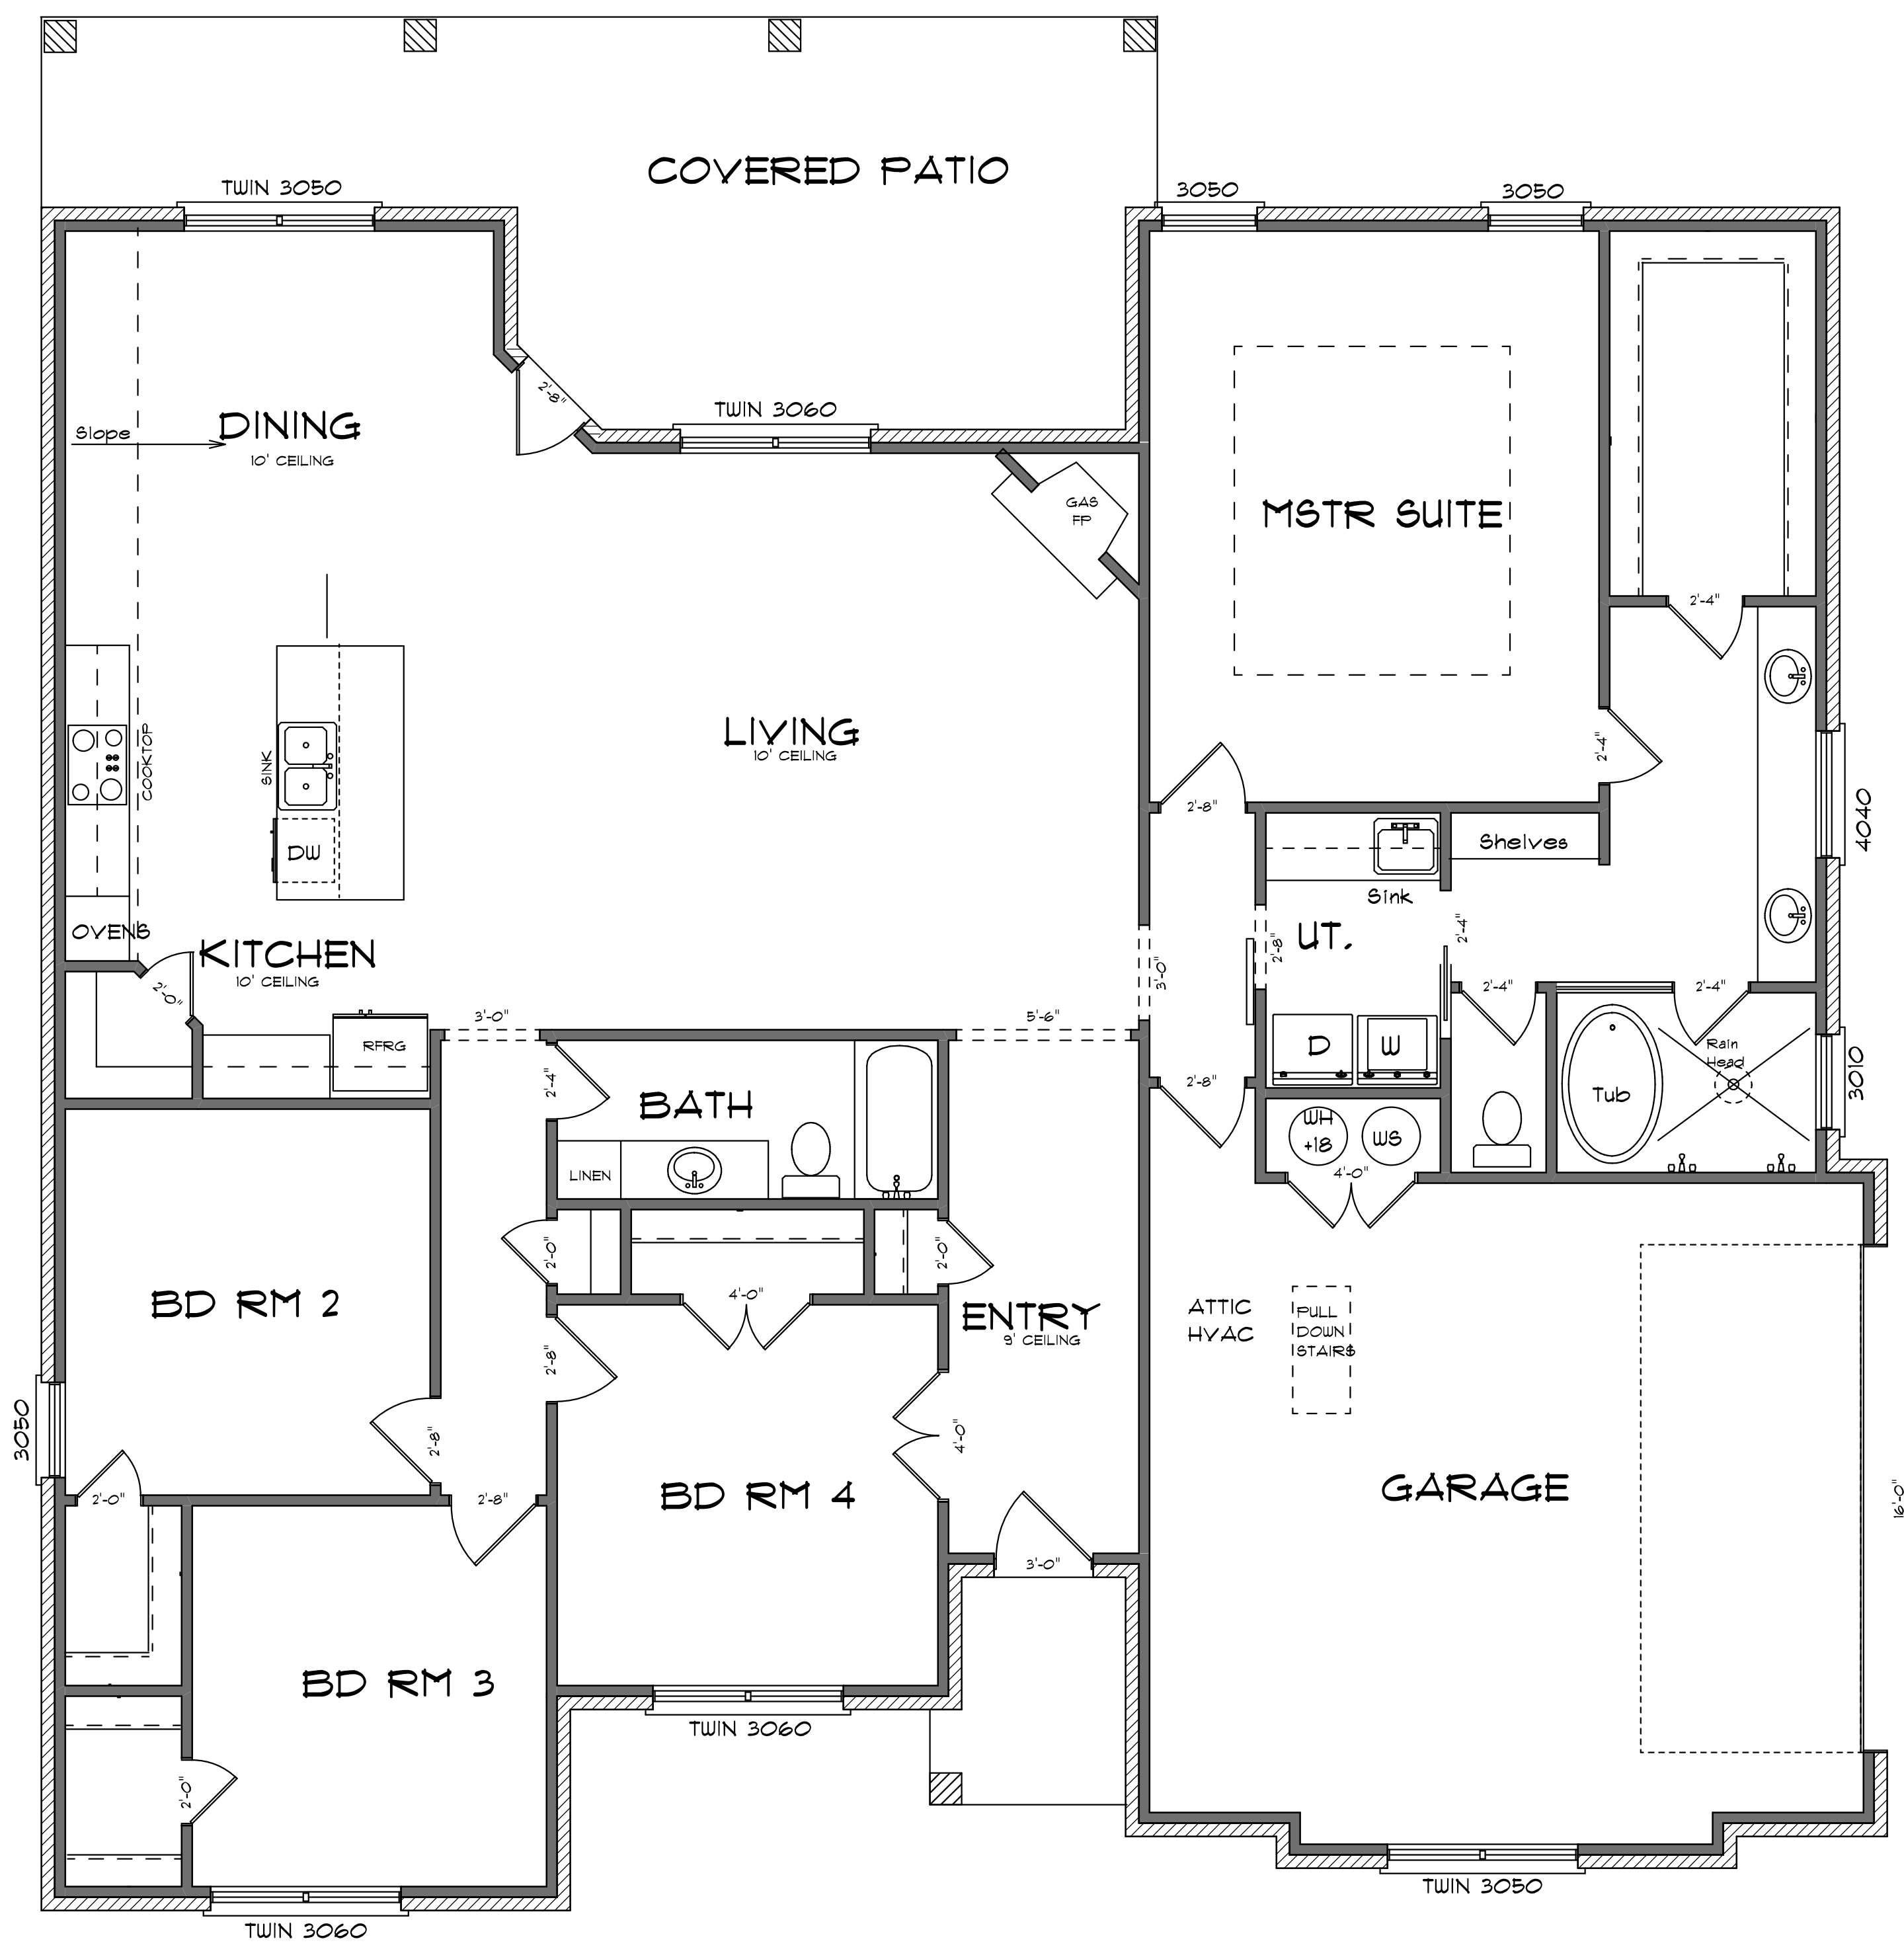 COVERED PATIO
TWIN 3050
3050
3050
2'-8"
TWIN 3060
Slope
DINING
10' CEILING
GAS
FP
MSTR SUITE
2'-4"
LIVING
10' CEILING
COOKTOP
SINK
DW
2'-4"
2'-8"
4040
Shelves
Sink
OVENS
KITCHEN
10' CEILING
2'-0"
UT.
2'-8"
2'-4"
3'-0"
2'-4"
2'-4"
3'-0"
5'-6"
RFRG
D
W
Rain
Head
Tub
3010
2'-4"
BATH
2'-8"
WH
+18
WS
4'-0"
LINEN
2'-0"
2'-0"
4'-0"
BD RM 2
ENTRY
9' CEILING
ATTIC
HVAC
PULL
DOWN
STAIRS
2'-8"
3050
2'-8"
4'-0"
2'-0"
2'-8"
BD RM 4
GARAGE
16'-0"
3'-0"
BD RM 3
TWIN 3060
2'-0"
TWIN 3050
TWIN 3060